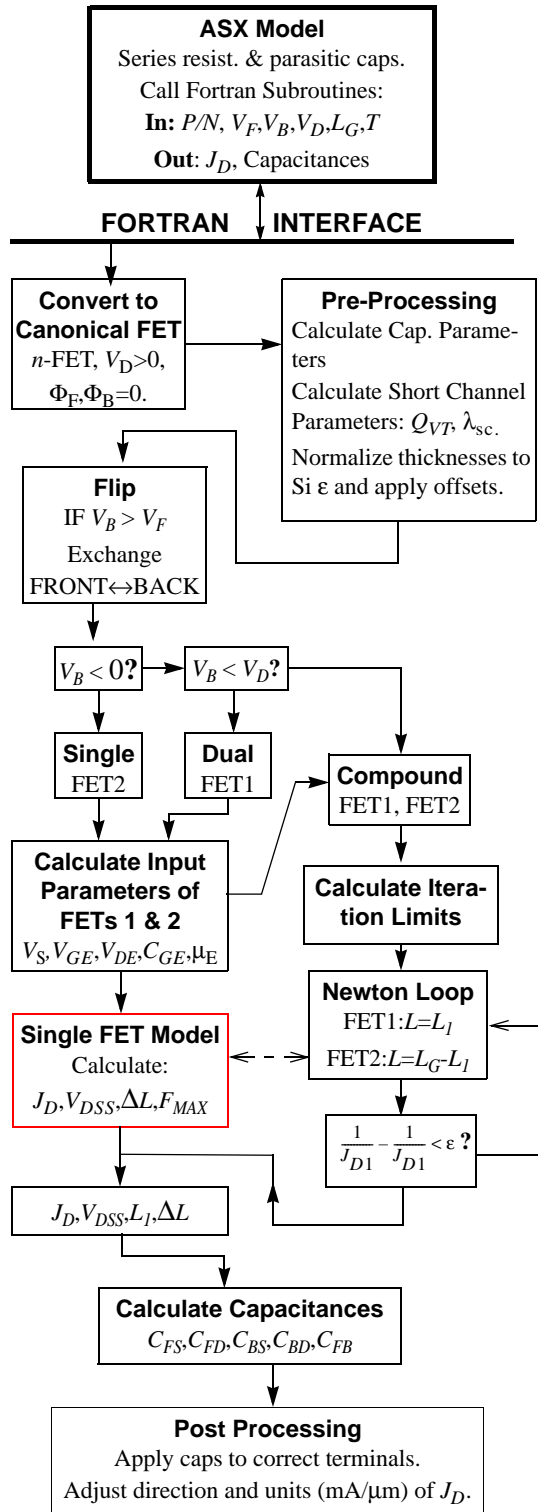 ASX Model
Series resist. & parasitic caps.
Call Fortran Subroutines:
In: P/N, V_F,V_B,V_D,L_G,T
Out: J_D, Capacitances
FORTRAN INTERFACE
Convert to
Canonical FET
n-FET, V_D>0,
Φ_F,Φ_B=0.
Pre-Processing
Calculate Cap. Parame-
ters
Calculate Short Channel
Parameters: Q_VT, λ_sc.
Normalize thicknesses to
Si ε and apply offsets.
Flip
IF V_B > V_F
Exchange
FRONT↔BACK
V_B < 0?
V_B < V_D?
Single
FET2
Dual
FET1
Compound
FET1, FET2
Calculate Input
Parameters of
FETs 1 & 2
V_S,V_GE,V_DE,C_GE,μ_E
Calculate Itera-
tion Limits
Newton Loop
FET1:L=L_1
FET2:L=L_G-L_1
Single FET Model
Calculate:
J_D,V_DSS,ΔL,F_MAX
1/J_D1 − 1/J_D1 < ε ?
J_D,V_DSS,L_1,ΔL
Calculate Capacitances
C_FS,C_FD,C_BS,C_BD,C_FB
Post Processing
Apply caps to correct terminals.
Adjust direction and units (mA/μm) of J_D.